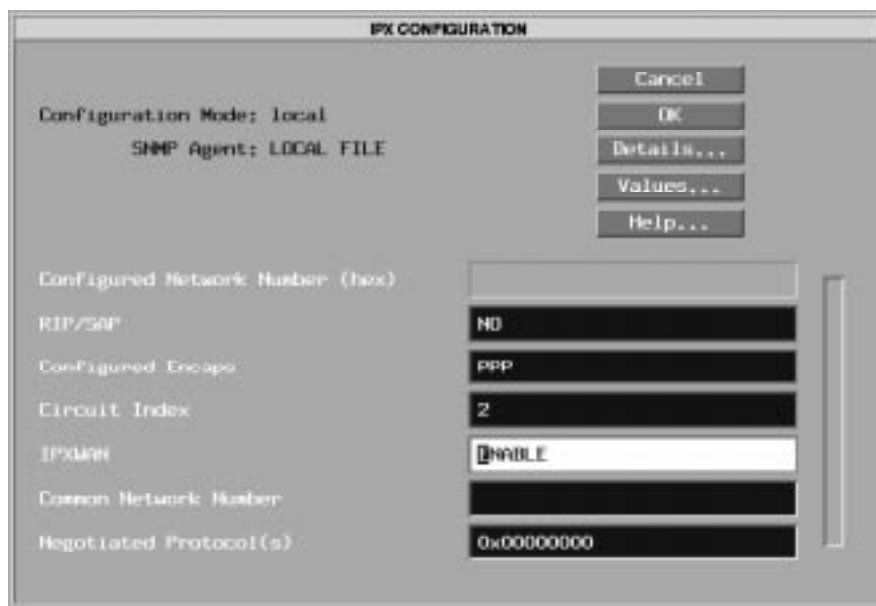 IPX CONFIGURATION
Cancel
Configuration Mode: local
OK
SNMP Agent: LOCAL FILE
Details...
Values...
Help...
Configured Network Number (hex)
RIP/SAP
NO
Configured Encaps
PPP
Circuit Index
2
IPXWAN
ENABLE
Common Network Number
Negotiated Protocol(s)
0x00000000